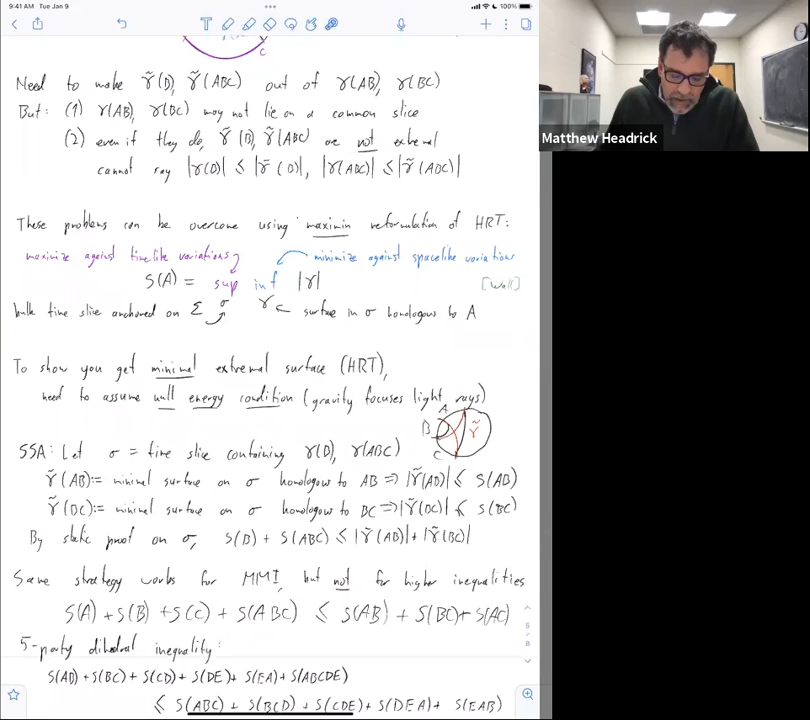 9:41 AM Tue Jan 9
100%
C
Need to make γ̃(B), γ̃(ABC) out of γ(AB), γ(BC)
But: (1) γ(AB), γ(BC) may not lie on a common slice
(2) even if they do, γ̃(B), γ̃(ABC) are not extremal
cannot say |γ(B)| ≤ |γ̃(B)|, |γ(ABC)| ≤ |γ̃(ABC)|
These problems can be overcome using maximin reformulation of HRT:
maximize against timelike variations
minimize against spacelike variations
S(A) = sup inf |γ|
σ γ
[Wall]
bulk time slice anchored on Σ
surface in σ homologous to A
To show you get minimal extremal surface (HRT),
need to assume null energy condition (gravity focuses light rays)
A
B
γ̃
C
SSA: Let σ = time slice containing γ(B), γ(ABC)
γ̃(AB) := minimal surface on σ homologous to AB ⇒ |γ̃(AB)| ≤ S(AB)
γ̃(BC) := minimal surface on σ homologous to BC ⇒ |γ̃(BC)| ≤ S(BC)
By static proof on σ, S(B) + S(ABC) ≤ |γ̃(AB)| + |γ̃(BC)|
Same strategy works for MMI, but not for higher inequalities
S(A) + S(B) + S(C) + S(ABC) ≤ S(AB) + S(BC) + S(AC)
5-party dihedral inequality:
S(AB) + S(BC) + S(CD) + S(DE) + S(EA) + S(ABCDE)
≤ S(ABC) + S(BCD) + S(CDE) + S(DEA) + S(EAB)
Matthew Headrick